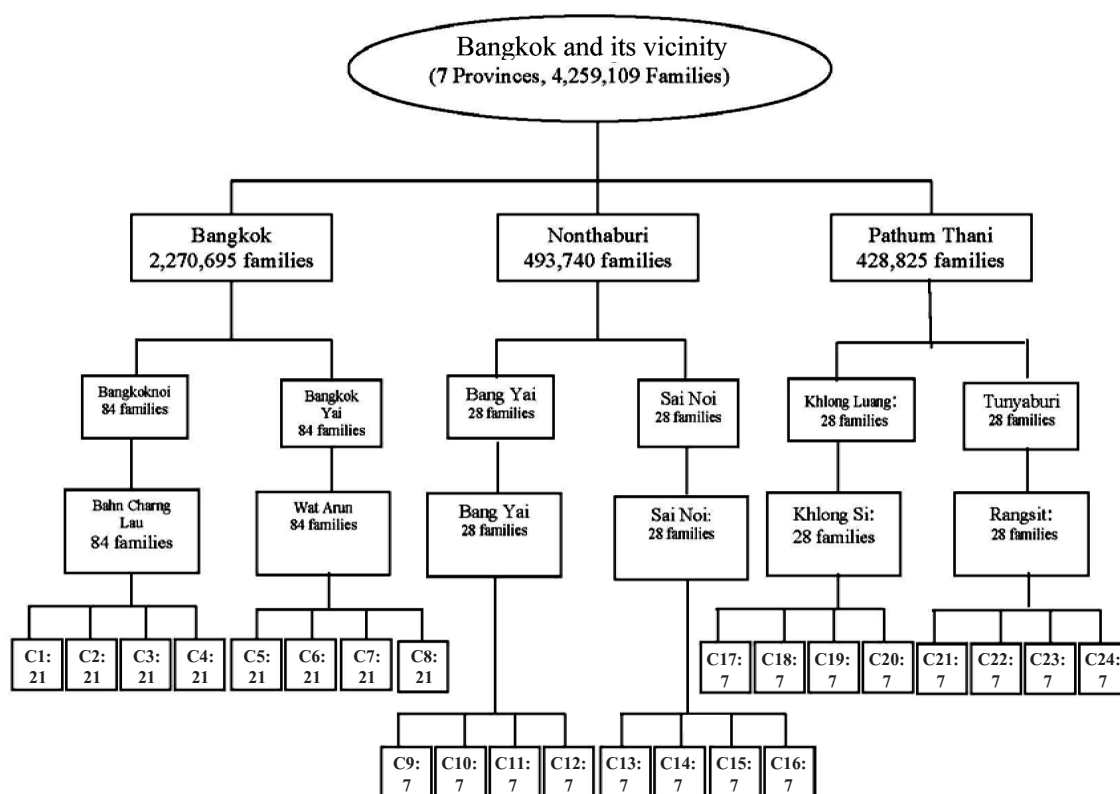 Bangkok and its vicinity
(7 Provinces, 4,259,109 Families)
Bangkok
2,270,695 families
Nonthaburi
493,740 families
Pathum Thani
428,825 families
Bangkoknoi
84 families
Bangkok
Yai
84 families
Bang Yai
28 families
Sai Noi
28 families
Khlong Luang:
28 families
Tunyaburi
28 families
Bahn Charng
Lau
84 families
Wat Arun
84 families
Bang Yai
28 families
Sai Noi:
28 families
Khlong Si:
28 families
Rangsit:
28 families
C1:
21
C2:
21
C3:
21
C4:
21
C5:
21
C6:
21
C7:
21
C8:
21
C17:
7
C18:
7
C19:
7
C20:
7
C21:
7
C22:
7
C23:
7
C24:
7
C9:
7
C10:
7
C11:
7
C12:
7
C13:
7
C14:
7
C15:
7
C16:
7